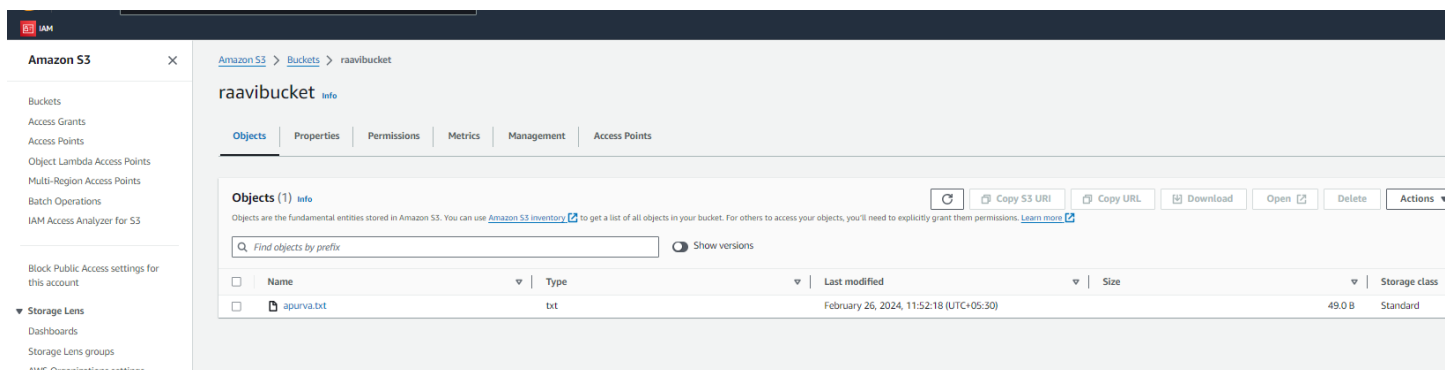 IAM
Amazon S3
Buckets
Access Grants
Access Points
Object Lambda Access Points
Multi-Region Access Points
Batch Operations
IAM Access Analyzer for S3
Block Public Access settings for
this account
Storage Lens
Dashboards
Storage Lens groups
AWS Organizations settings
Amazon S3 > Buckets > raavibucket
raavibucket Info
Objects Properties Permissions Metrics Management Access Points
Objects (1) Info
Copy S3 URI Copy URL Download Open Delete Actions
Objects are the fundamental entities stored in Amazon S3. You can use Amazon S3 inventory to get a list of all objects in your bucket. For others to access your objects, you'll need to explicitly grant them permissions. Learn more
Find objects by prefix Show versions
Name Type Last modified Size Storage class
apurva.txt txt February 26, 2024, 11:52:18 (UTC+05:30) 49.0 B Standard